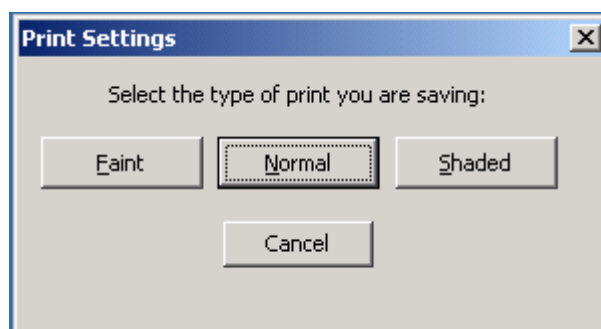 Print Settings
Select the type of print you are saving:
Faint Normal Shaded
Cancel